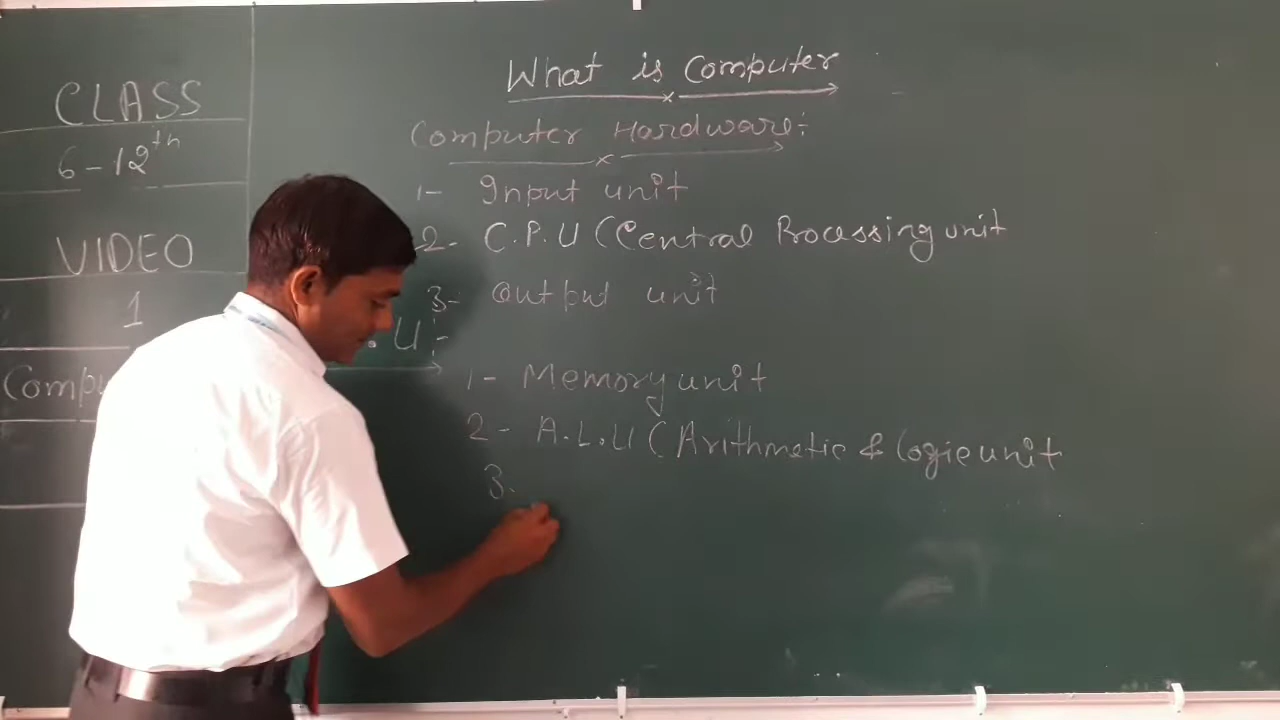 CLASS
6-12th
VIDEO
1
Comp
What is Computer
Computer Hardware:-
1- Input unit
2- C.P.U (Central Processing unit
3- Output unit
.U:-
1- Memory unit
2- A.L.U (Arithmetic & Logic unit
3.